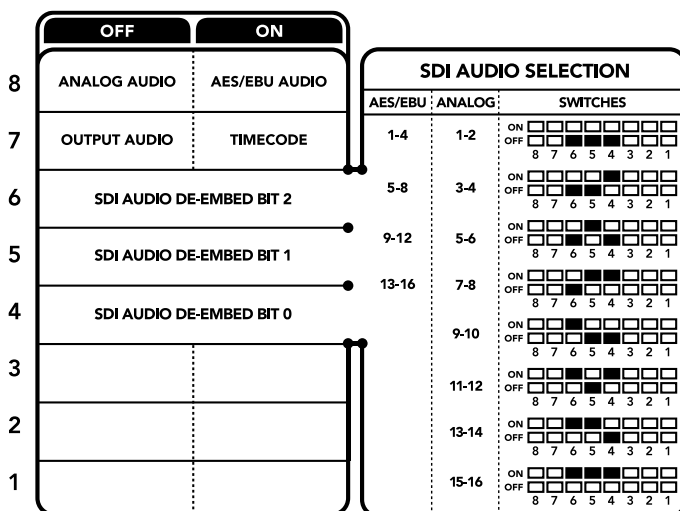 OFF ON
8 ANALOG AUDIO AES/EBU AUDIO
7 OUTPUT AUDIO TIMECODE
6 SDI AUDIO DE-EMBED BIT 2
5 SDI AUDIO DE-EMBED BIT 1
4 SDI AUDIO DE-EMBED BIT 0
3
2
1
SDI AUDIO SELECTION
AES/EBU ANALOG SWITCHES
1-4 1-2 ON
OFF
8 7 6 5 4 3 2 1
5-8 3-4 ON
OFF
8 7 6 5 4 3 2 1
9-12 5-6 ON
OFF
8 7 6 5 4 3 2 1
13-16 7-8 ON
OFF
8 7 6 5 4 3 2 1
9-10 ON
OFF
8 7 6 5 4 3 2 1
11-12 ON
OFF
8 7 6 5 4 3 2 1
13-14 ON
OFF
8 7 6 5 4 3 2 1
15-16 ON
OFF
8 7 6 5 4 3 2 1